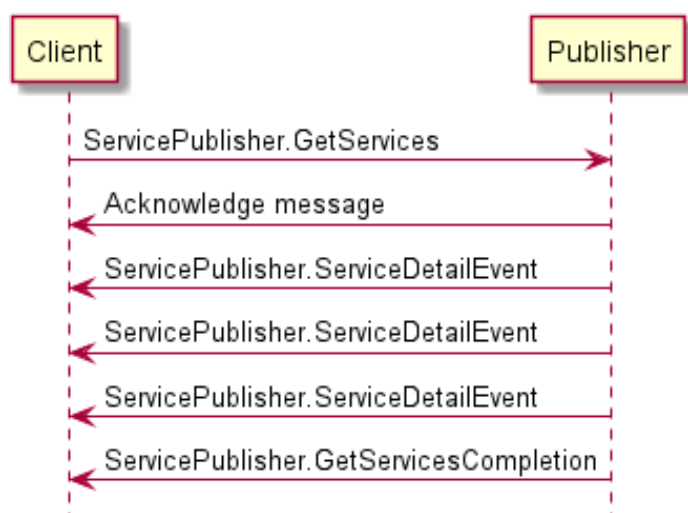 Client
Publisher
ServicePublisher.GetServices
Acknowledge message
ServicePublisher.ServiceDetailEvent
ServicePublisher.ServiceDetailEvent
ServicePublisher.ServiceDetailEvent
ServicePublisher.GetServicesCompletion